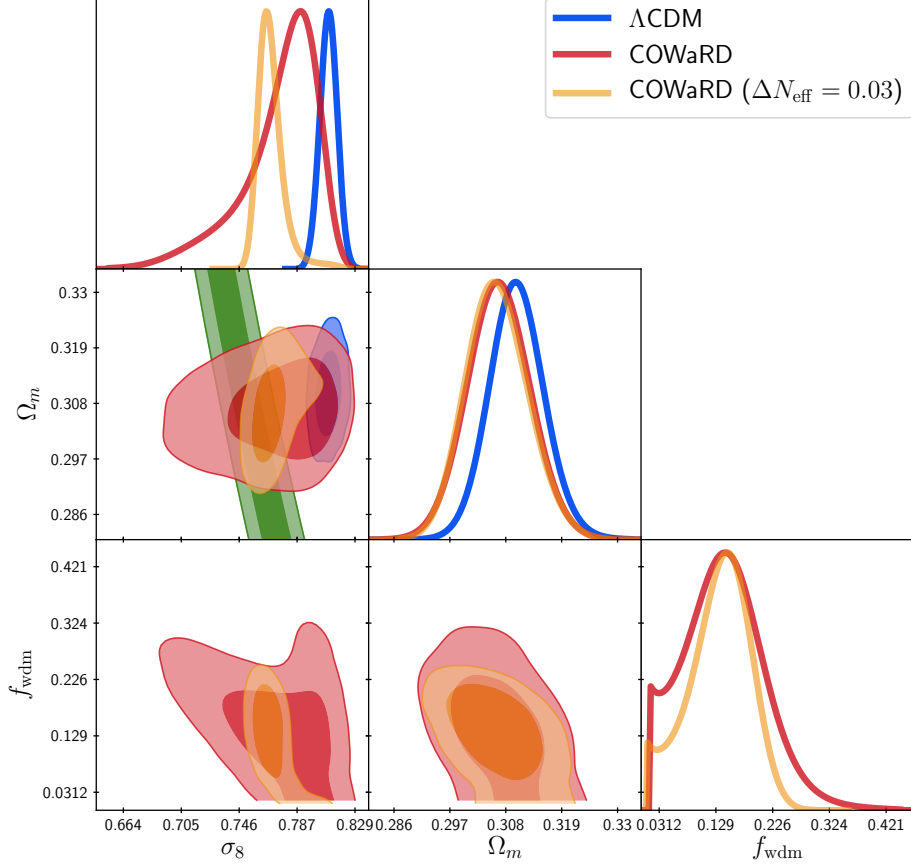 ΛCDM
COWaRD
COWaRD (ΔN_eff = 0.03)
0.33
0.319
0.308
0.297
0.286
Ω_m
0.421
0.324
0.226
0.129
0.0312
f_wdm
0.664 0.705 0.746 0.787 0.829
0.286 0.297 0.308 0.319 0.33
0.0312 0.129 0.226 0.324 0.421
σ_8
Ω_m
f_wdm